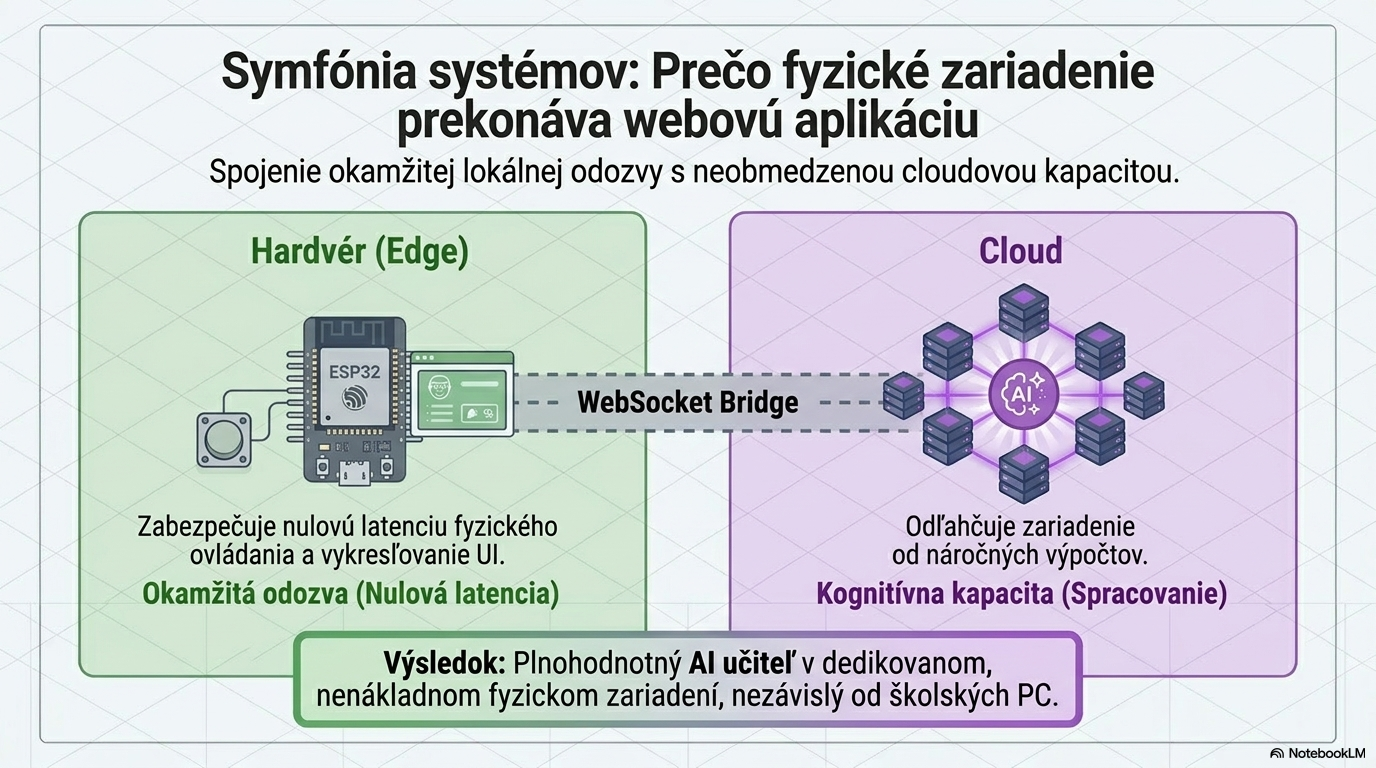 Symfónia systémov: Prečo fyzické zariadenie
prekonáva webovú aplikáciu
Spojenie okamžitej lokálnej odozvy s neobmedzenou cloudovou kapacitou.
Hardvér (Edge)
ESP32
Zabezpečuje nulovú latenciu fyzického
ovládania a vykresľovanie UI.
Okamžitá odozva (Nulová latencia)
WebSocket Bridge
Cloud
AI
Odľahčuje zariadenie
od náročných výpočtov.
Kognitívna kapacita (Spracovanie)
Výsledok: Plnohodnotný AI učiteľ v dedikovanom,
nenákladnom fyzickom zariadení, nezávislý od školských PC.
NotebookLM